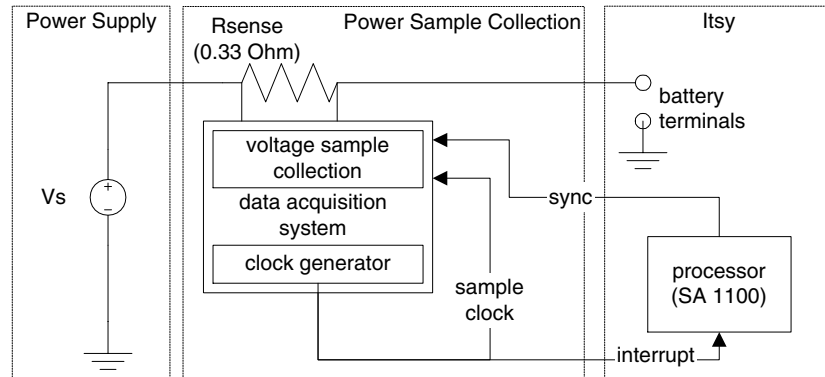 Power Supply
Rsense
(0.33 Ohm)
Power Sample Collection
Itsy
Vs
+
–
voltage sample
collection
data acquisition
system
clock generator
sample
clock
sync
interrupt
battery
terminals
processor
(SA 1100)